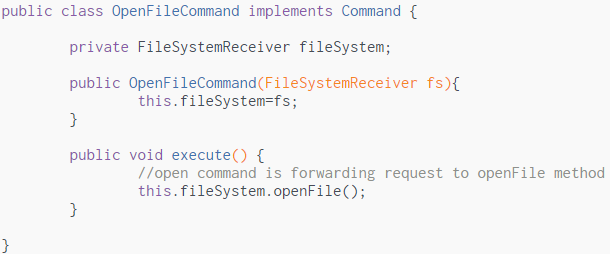 public class OpenFileCommand implements Command {
private FileSystemReceiver fileSystem;
public OpenFileCommand(FileSystemReceiver fs){
this.fileSystem=fs;
}
public void execute() {
//open command is forwarding request to openFile method
this.fileSystem.openFile();
}
}